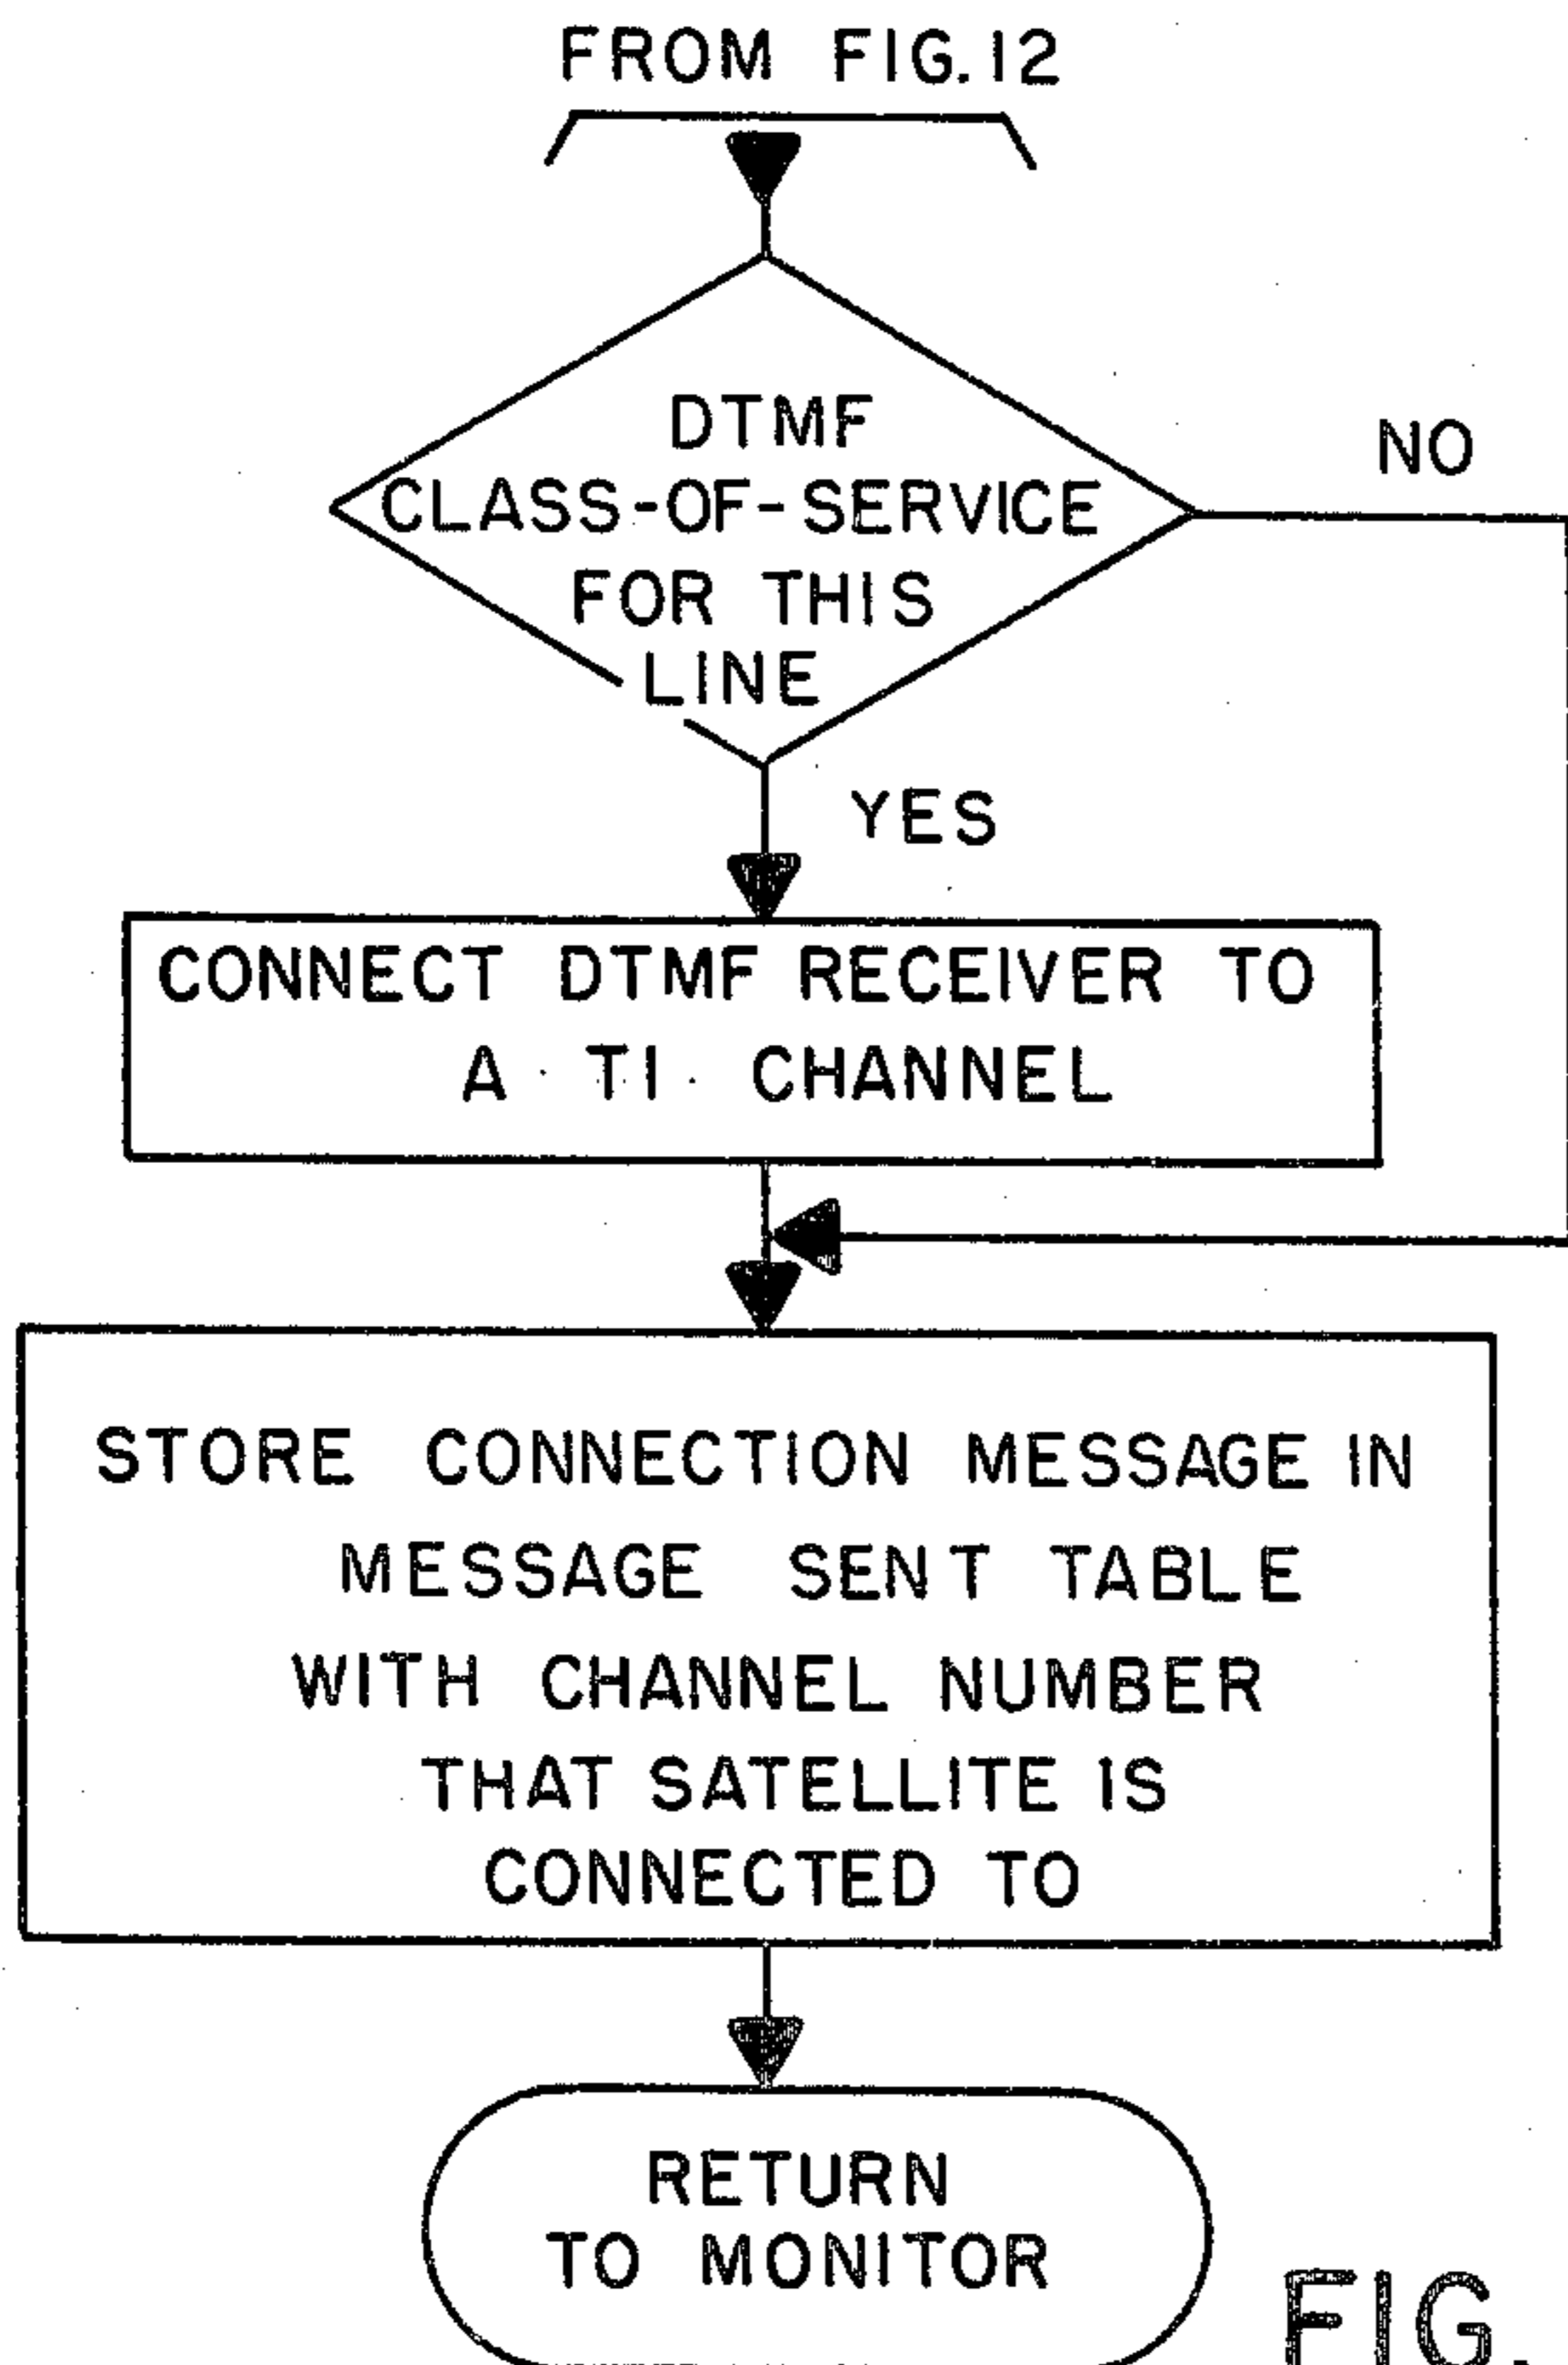 FROM FIG. 12
DTMF
CLASS-OF-SERVICE
FOR THIS
LINE
NO
YES
CONNECT DTMF RECEIVER TO
A T1 CHANNEL
STORE CONNECTION MESSAGE IN
MESSAGE SENT TABLE
WITH CHANNEL NUMBER
THAT SATELLITE IS
CONNECTED TO
RETURN
TO MONITOR
FIG.